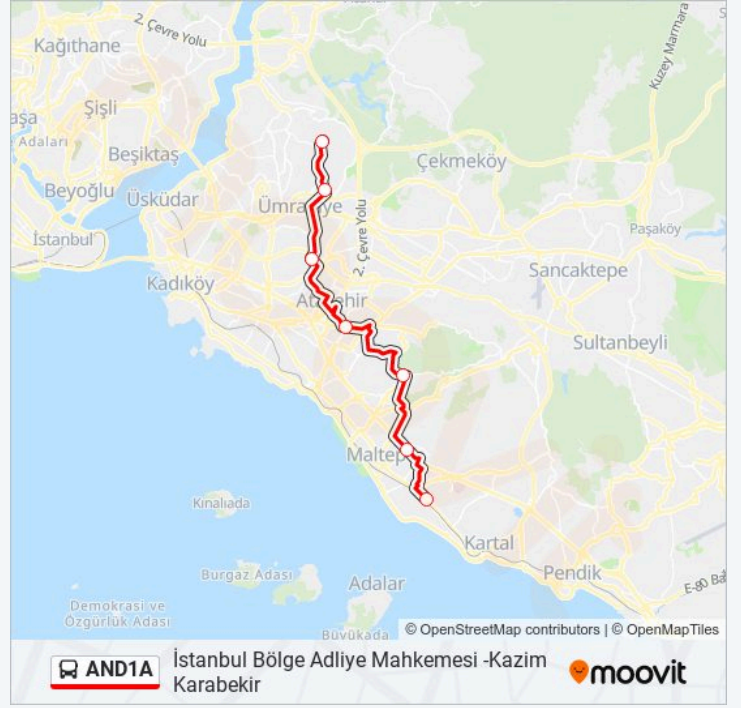 Kağıthane
2. Çevre Yolu
Kuzey Marmara
Şişli
Adaları
Beşiktaş
Çekmeköy
Beyoğlu
Üsküdar
Ümraniye
2. Çevre Yolu
Paşaköy
İstanbul
Sancaktepe
Kadıköy
Ataşehir
Sultanbeyli
Maltepe
Kınalıada
Kartal
Burgaz Adası
Adalar
Pendik
E-80 Ba
Demokrasi ve
Özgürlük Adası
Büyükada
© OpenStreetMap contributors | © OpenMapTiles
AND1A
İstanbul Bölge Adliye Mahkemesi -Kazim
Karabekir
moovit